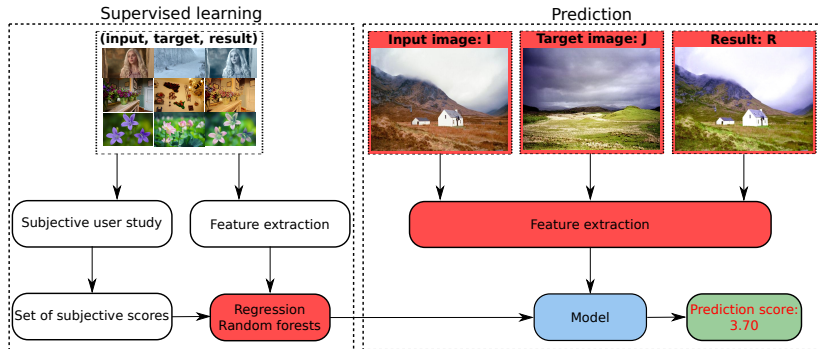 Supervised learning
Prediction
(input, target, result)
Input image: I
Target image: J
Result: R
Subjective user study
Feature extraction
Feature extraction
Set of subjective scores
Regression
Random forests
Model
Prediction score:
3.70